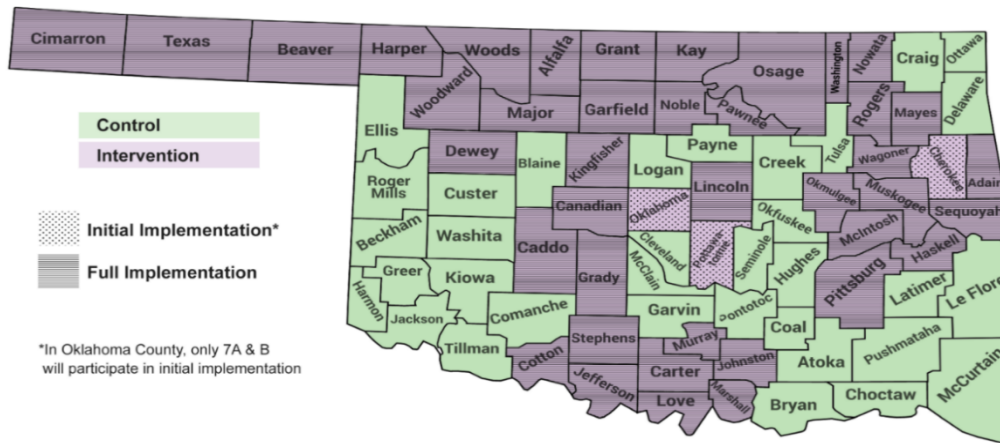 Cimarron
Texas
Beaver
Harper
Woods
Alfalfa
Grant
Kay
Osage
Washington
Nowata
Craig
Ottawa
Woodward
Major
Garfield
Noble
Pawnee
Rogers
Mayes
Delaware
Control
Intervention
Ellis
Dewey
Blaine
Kingfisher
Logan
Payne
Creek
Tulsa
Wagoner
Cherokee
Adair
Roger
Mills
Custer
Canadian
Oklahoma
Lincoln
Okfuskee
Okmulgee
Muskogee
Sequoyah
Initial Implementation*
Full Implementation
Beckham
Washita
Caddo
Grady
Cleveland
McClain
Pottawa-
tomie
Seminole
Hughes
McIntosh
Haskell
Pittsburg
Latimer
Le Flore
Harmon
Greer
Kiowa
Jackson
Comanche
Garvin
Pontotoc
Coal
*In Oklahoma County, only 7A & B
will participate in initial implementation
Tillman
Cotton
Stephens
Jefferson
Carter
Murray
Johnston
Love
Marshall
Atoka
Pushmataha
McCurtain
Bryan
Choctaw